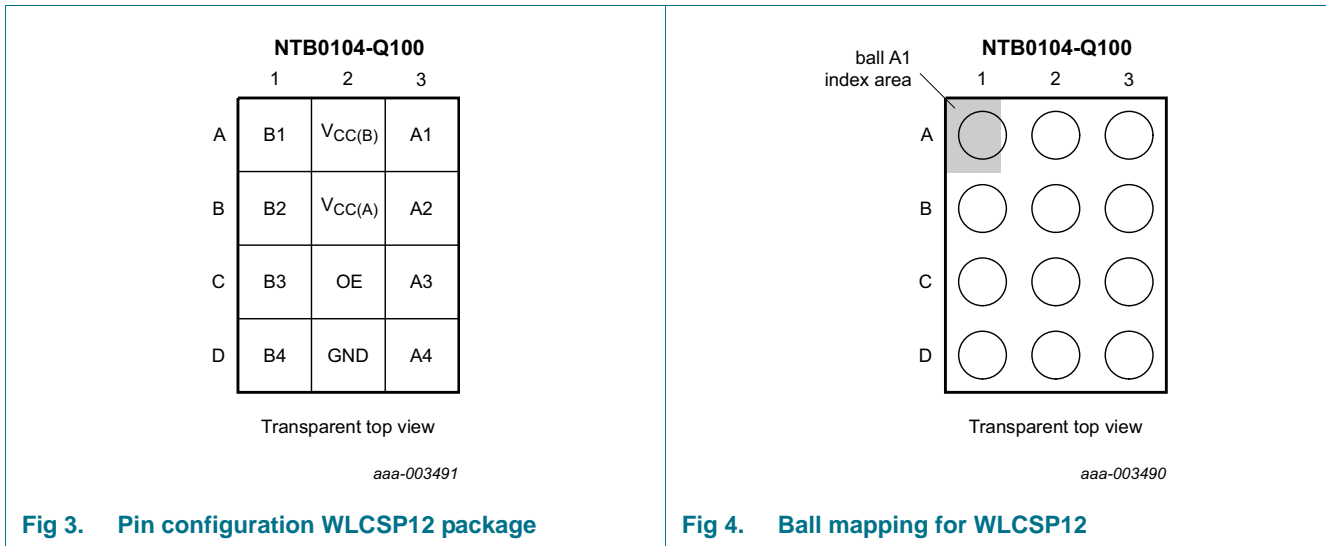 NTB0104-Q100
1 2 3
A B1 VCC(B) A1
B B2 VCC(A) A2
C B3 OE A3
D B4 GND A4
Transparent top view
aaa-003491
Fig 3. Pin configuration WLCSP12 package
ball A1
index area
NTB0104-Q100
1 2 3
A
B
C
D
Transparent top view
aaa-003490
Fig 4. Ball mapping for WLCSP12